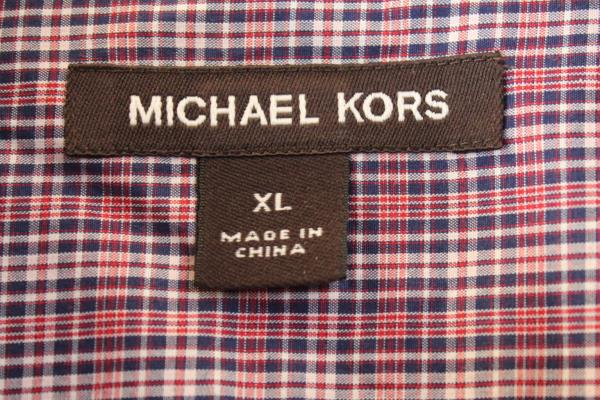 MICHAEL KORS
XL
MADE IN
CHINA